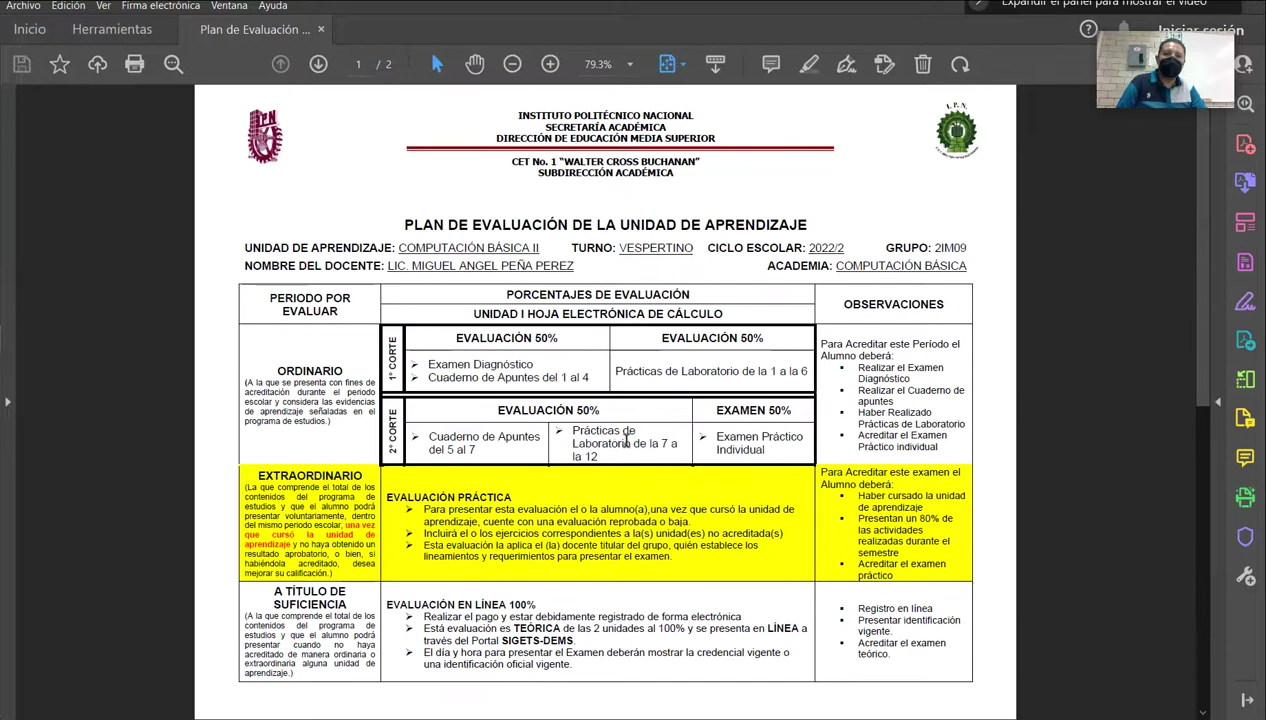 Archivo Edición Ver Firma electrónica Ventana Ayuda
Expandir el panel para mostrar el video
Inicio Herramientas Plan de Evaluación ... × Iniciar sesión
1 / 2 79.3%
INSTITUTO POLITÉCNICO NACIONAL
SECRETARÍA ACADÉMICA
DIRECCIÓN DE EDUCACIÓN MEDIA SUPERIOR
CET No. 1 “WALTER CROSS BUCHANAN”
SUBDIRECCIÓN ACADÉMICA
PLAN DE EVALUACIÓN DE LA UNIDAD DE APRENDIZAJE
UNIDAD DE APRENDIZAJE: COMPUTACIÓN BÁSICA II TURNO: VESPERTINO CICLO ESCOLAR: 2022/2 GRUPO: 2IM09
NOMBRE DEL DOCENTE: LIC. MIGUEL ANGEL PEÑA PEREZ ACADEMIA: COMPUTACIÓN BÁSICA
PERIODO POR
EVALUAR
PORCENTAJES DE EVALUACIÓN
UNIDAD I HOJA ELECTRÓNICA DE CÁLCULO
OBSERVACIONES
ORDINARIO
(A la que se presenta con fines de
acreditación durante el periodo
escolar y considera las evidencias
de aprendizaje señaladas en el
programa de estudios.)
1° CORTE
EVALUACIÓN 50%
➢ Examen Diagnóstico
➢ Cuaderno de Apuntes del 1 al 4
EVALUACIÓN 50%
Prácticas de Laboratorio de la 1 a la 6
2° CORTE
EVALUACIÓN 50%
➢ Cuaderno de Apuntes
del 5 al 7
➢ Prácticas de
Laboratorio de la 7 a
la 12
EXAMEN 50%
➢ Examen Práctico
Individual
Para Acreditar este Período el
Alumno deberá:
▪ Realizar el Examen
Diagnóstico
▪ Realizar el Cuaderno de
apuntes
▪ Haber Realizado
Prácticas de Laboratorio
▪ Acreditar el Examen
Práctico individual
EXTRAORDINARIO
(La que comprende el total de los
contenidos del programa de
estudios y que el alumno podrá
presentar voluntariamente, dentro
del mismo periodo escolar, una vez
que cursó la unidad de
aprendizaje y no haya obtenido un
resultado aprobatorio, o bien, si
habiéndola acreditado, desea
mejorar su calificación.)
EVALUACIÓN PRÁCTICA
➢ Para presentar esta evaluación el o la alumno(a),una vez que cursó la unidad de
aprendizaje, cuente con una evaluación reprobada o baja.
➢ Incluirá el o los ejercicios correspondientes a la(s) unidad(es) no acreditada(s)
➢ Esta evaluación la aplica el (la) docente titular del grupo, quién establece los
lineamientos y requerimientos para presentar el examen.
Para Acreditar este examen el
Alumno deberá:
▪ Haber cursado la unidad
de aprendizaje
▪ Presentan un 80% de
las actividades
realizadas durante el
semestre
▪ Acreditar el examen
práctico
A TÍTULO DE
SUFICIENCIA
(A la que comprende el total de los
contenidos del programa de
estudios y que el alumno podrá
presentar cuando no haya
acreditado de manera ordinaria o
extraordinaria alguna unidad de
aprendizaje.)
EVALUACIÓN EN LÍNEA 100%
➢ Realizar el pago y estar debidamente registrado de forma electrónica
➢ Está evaluación es TEÓRICA de las 2 unidades al 100% y se presenta en LÍNEA a
través del Portal SIGETS-DEMS.
➢ El día y hora para presentar el Examen deberán mostrar la credencial vigente o
una identificación oficial vigente.
▪ Registro en línea
▪ Presentar identificación
vigente.
▪ Acreditar el examen
teórico.